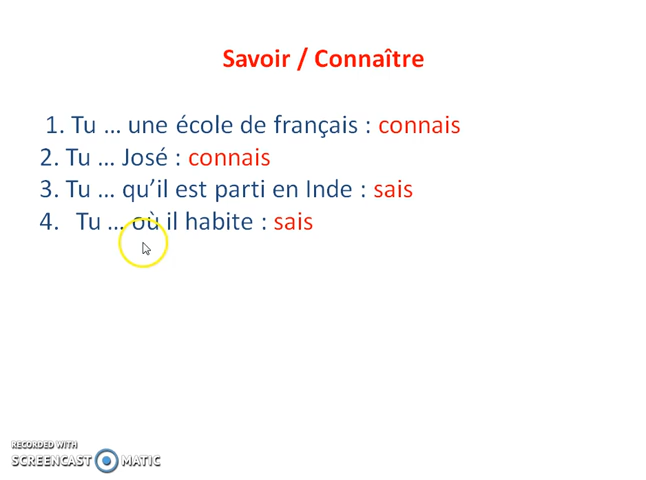 Savoir / Connaître
1. Tu ... une école de français : connais
2. Tu ... José : connais
3. Tu ... qu’il est parti en Inde : sais
4. Tu ... où il habite : sais
RECORDED WITH
SCREENCAST MATIC